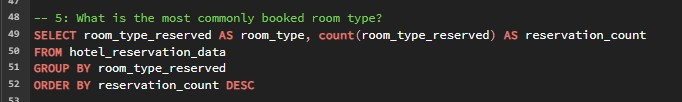 48 -- 5: What is the most commonly booked room type?
49 SELECT room_type_reserved AS room_type, count(room_type_reserved) AS reservation_count
50 FROM hotel_reservation_data
51 GROUP BY room_type_reserved
52 ORDER BY reservation_count DESC
53